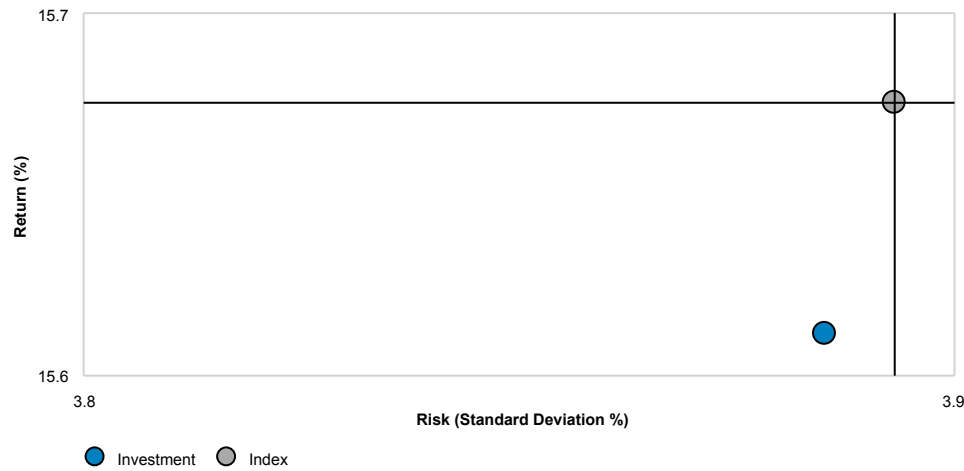 15.7
Return (%)
15.6
3.8
3.9
Risk (Standard Deviation %)
Investment
Index